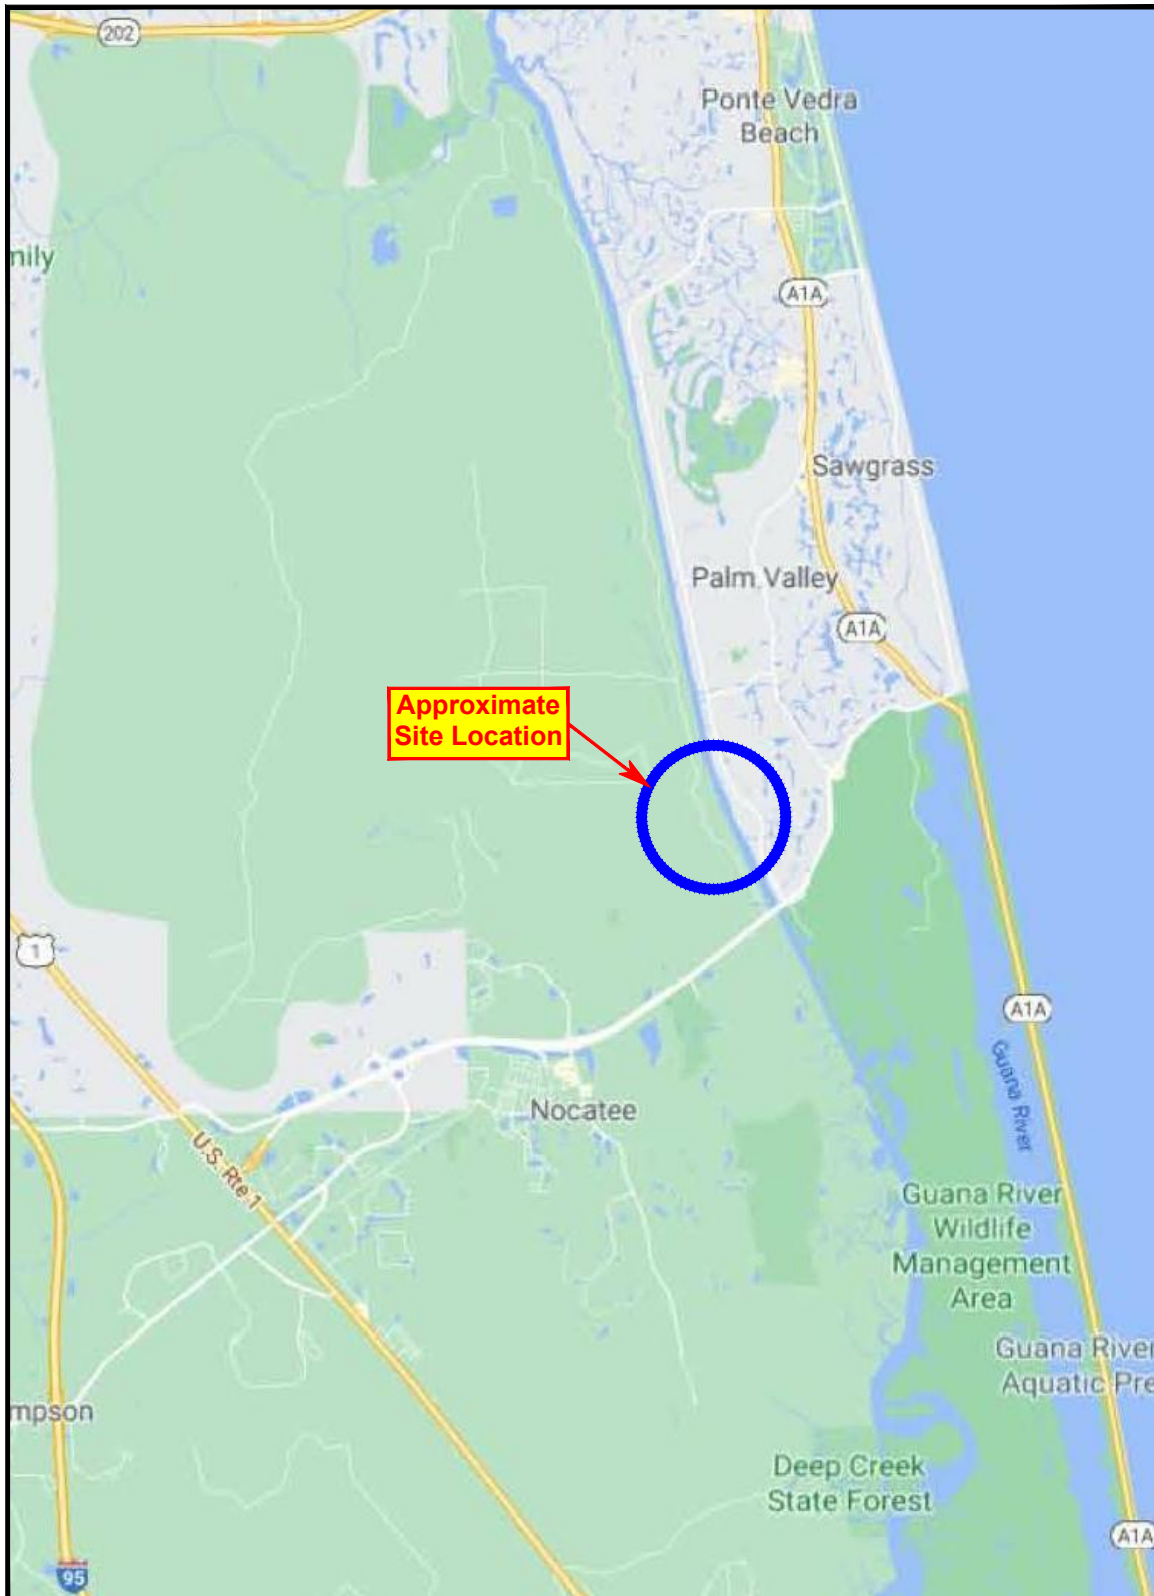 202
Ponte Vedra
Beach
nily
A1A
Sawgrass
Palm Valley
A1A
Approximate
Site Location
1
A1A
Guana River
Nocatee
U.S. Rte 1
Guana River
Wildlife
Management
Area
Guana River
Aquatic Pre
mpson
Deep Creek
State Forest
A1A
95